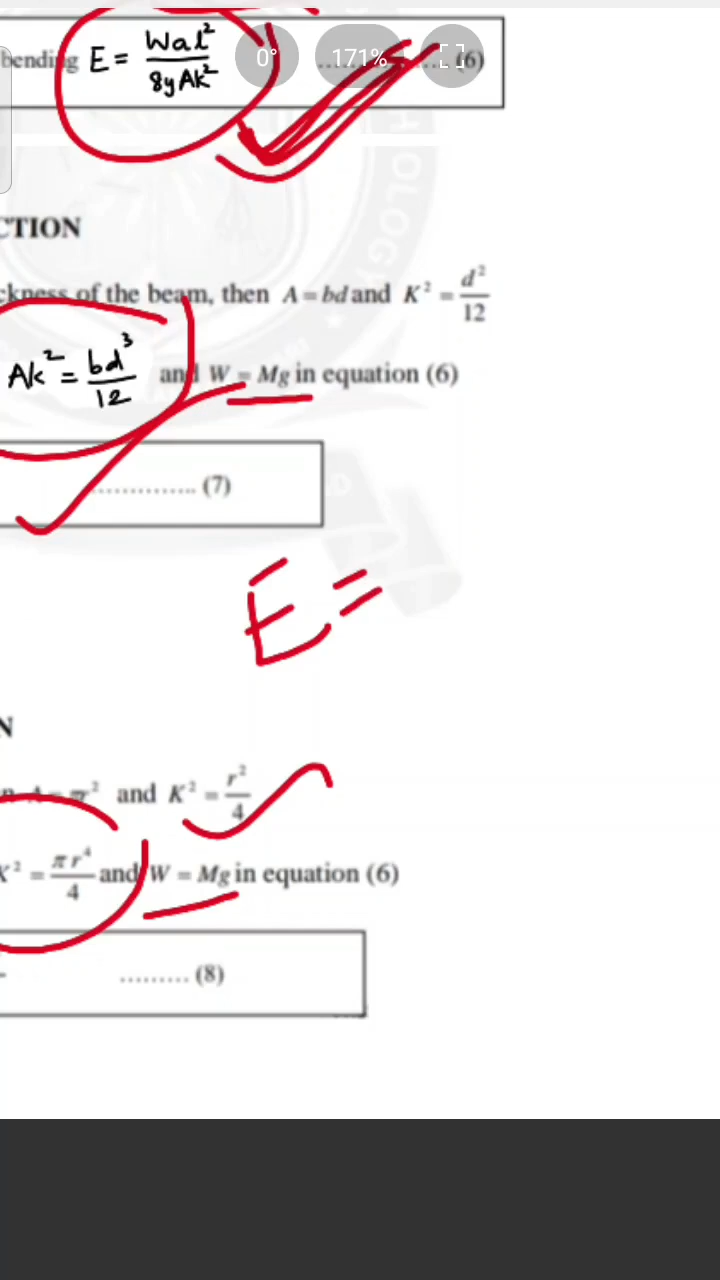 bending E = Wal²/8yAk² 0° 171% (6)
CTION
ckness of the beam, then A = bd and K² = d²/12
Ak² = bd³/12 and W = Mg in equation (6)
.............. (7)
E =
N
and K² = r²/4
K² = πr⁴/4 and W = Mg in equation (6)
......... (8)